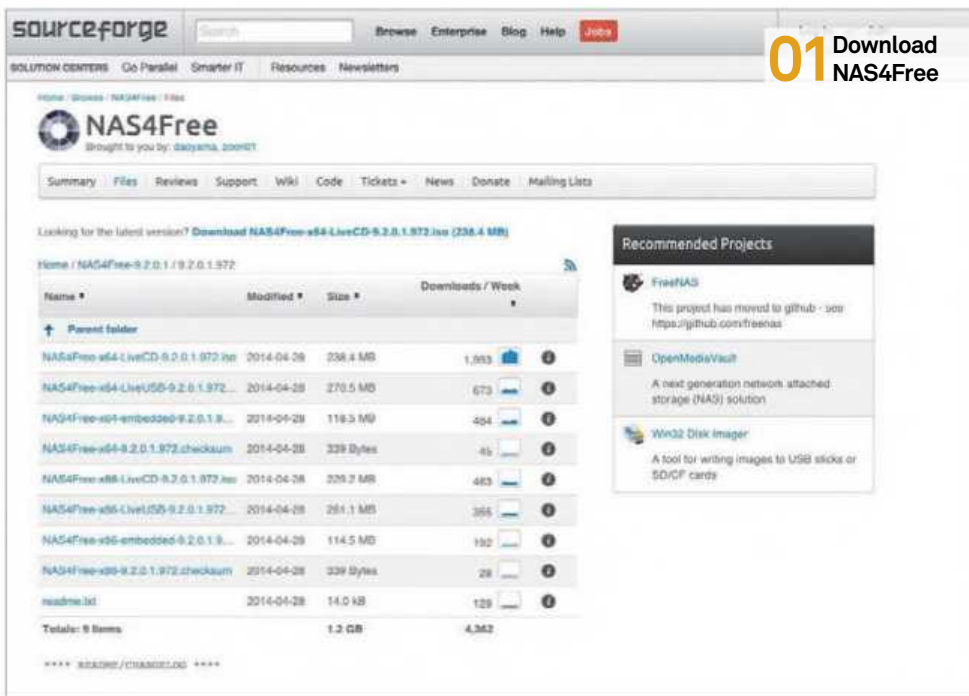 sourceforge
Search
Browse Enterprise Blog Help Jobs
SOLUTION CENTERS Go Parallel Smarter IT Resources Newsletters
01 Download
NAS4Free
Home / Browse / NAS4Free / Files
NAS4Free
Brought to you by: daoyama, zoon01
Summary Files Reviews Support Wiki Code Tickets News Donate Mailing Lists
Looking for the latest version? Download NAS4Free-x64-LiveCD-9.2.0.1.972.iso (238.4 MB)
Home / NAS4Free-9.2.0.1 / 9.2.0.1.972
Name Modified Size Downloads / Week
Parent folder
NAS4Free-x64-LiveCD-9.2.0.1.972.iso 2014-04-28 238.4 MB 1,993
NAS4Free-x64-LiveUSB-9.2.0.1.972... 2014-04-28 270.5 MB 673
NAS4Free-x64-embedded-9.2.0.1.9... 2014-04-28 118.5 MB 484
NAS4Free-x64-9.2.0.1.972.checksum 2014-04-28 339 Bytes 45
NAS4Free-x86-LiveCD-9.2.0.1.972.iso 2014-04-28 229.2 MB 463
NAS4Free-x86-LiveUSB-9.2.0.1.972... 2014-04-28 261.1 MB 355
NAS4Free-x86-embedded-9.2.0.1.9... 2014-04-28 114.5 MB 192
NAS4Free-x86-9.2.0.1.972.checksum 2014-04-28 339 Bytes 28
readme.txt 2014-04-28 14.0 kB 129
Totals: 9 Items 1.2 GB 4,362
**** README/CHANGELOG ****
Recommended Projects
FreeNAS
This project has moved to github - see
https://github.com/freenas
OpenMediaVault
A next generation network attached
storage (NAS) solution
Win32 Disk Imager
A tool for writing images to USB sticks or
SD/CF cards